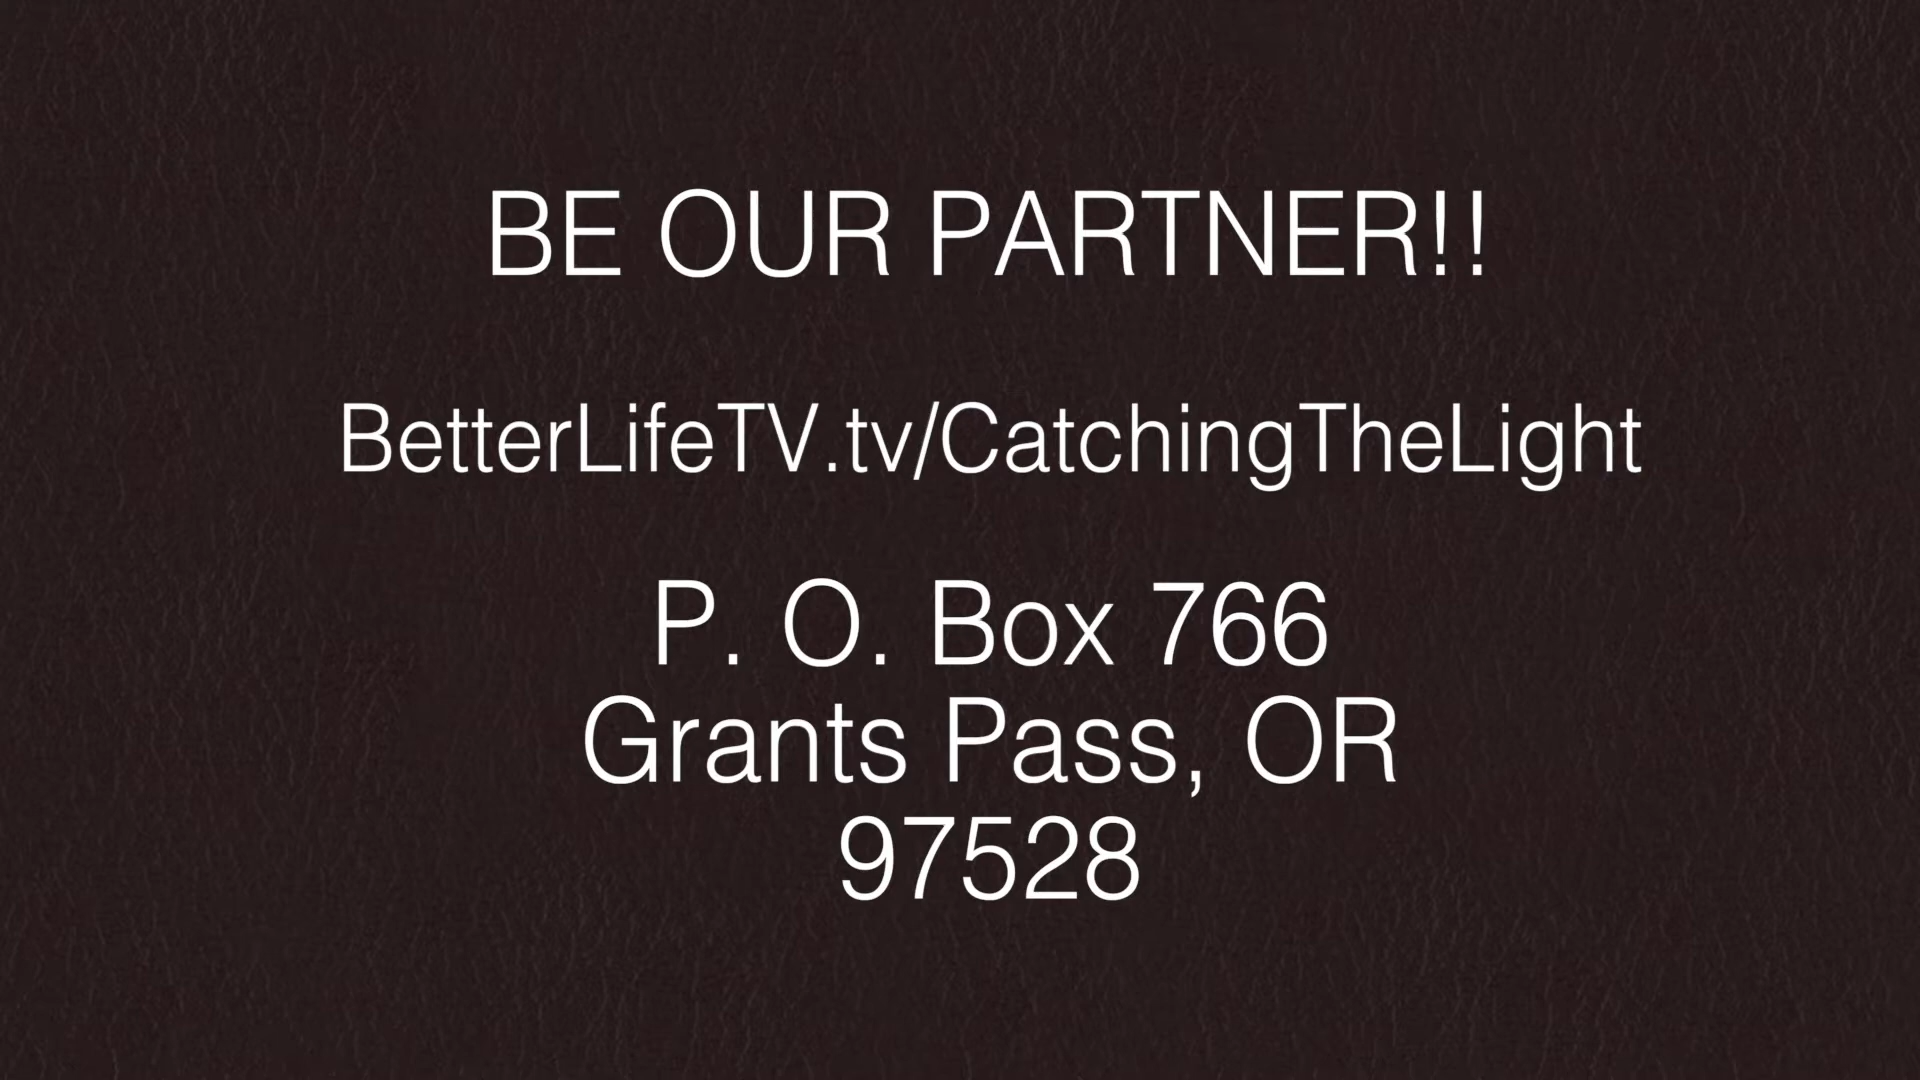 BE OUR PARTNER!!
BetterLifeTV.tv/CatchingTheLight
P. O. Box 766
Grants Pass, OR
97528